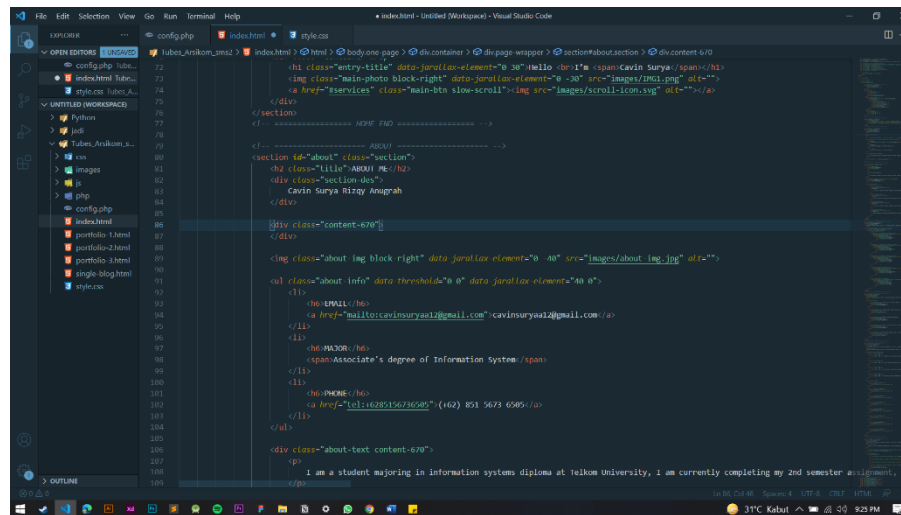 File Edit Selection View Go Run Terminal Help
● index.html - Untitled (Workspace) - Visual Studio Code
EXPLORER
config.php
index.html
style.css
OPEN EDITORS 1 UNSAVED
config.php Tube...
index.html Tube...
style.css Tubes_A...
UNTITLED (WORKSPACE)
Python
jadi
Tubes_Arsikom_s...
css
images
js
php
config.php
index.html
portfolio-1.html
portfolio-2.html
portfolio-3.html
single-blog.html
style.css
OUTLINE
Tubes_Arsikom_sms2 > index.html > html > body.one-page > div.container > div.page-wrapper > section#about.section > div.content-670
72 <h1 class="entry-title" data-jarallax-element="0 30">Hello <br>I'm <span>Cavin Surya</span></h1>
73 <img class="main-photo block-right" data-jarallax-element="0 -30" src="images/IMG1.png" alt="">
74 <a href="#services" class="main-btn slow-scroll"><img src="images/scroll-icon.svg" alt=""></a>
75 </div>
76 </section>
77 <!-- ================== HOME END ================== -->
78
79 <!-- =================== ABOUT =================== -->
80 <section id="about" class="section">
81 <h2 class="title">ABOUT ME</h2>
82 <div class="section-des">
83 Cavin Surya Rizqy Anugrah
84 </div>
85
86 <div class="content-670">
87 </div>
88
89 <img class="about-img block-right" data-jarallax-element="0 -40" src="images/about-img.jpg" alt="">
90
91 <ul class="about-info" data-threshold="0 0" data-jarallax-element="40 0">
92 <li>
93 <h6>EMAIL</h6>
94 <a href="mailto:cavinsuryaa12@gmail.com">cavinsuryaa12@gmail.com</a>
95 </li>
96 <li>
97 <h6>MAJOR</h6>
98 <span>Associate's degree of Information System</span>
99 </li>
100 <li>
101 <h6>PHONE</h6>
102 <a href="tel:+6285156736505">(+62) 851 5673 6505</a>
103 </li>
104 </ul>
105
106 <div class="about-text content-670">
107 <p>
108 I am a student majoring in information systems diploma at Telkom University, I am currently completing my 2nd semester assignment,
109 </p>
Ln 86, Col 46 Spaces: 4 UTF-8 CRLF HTML
31°C Kabut 9:25 PM